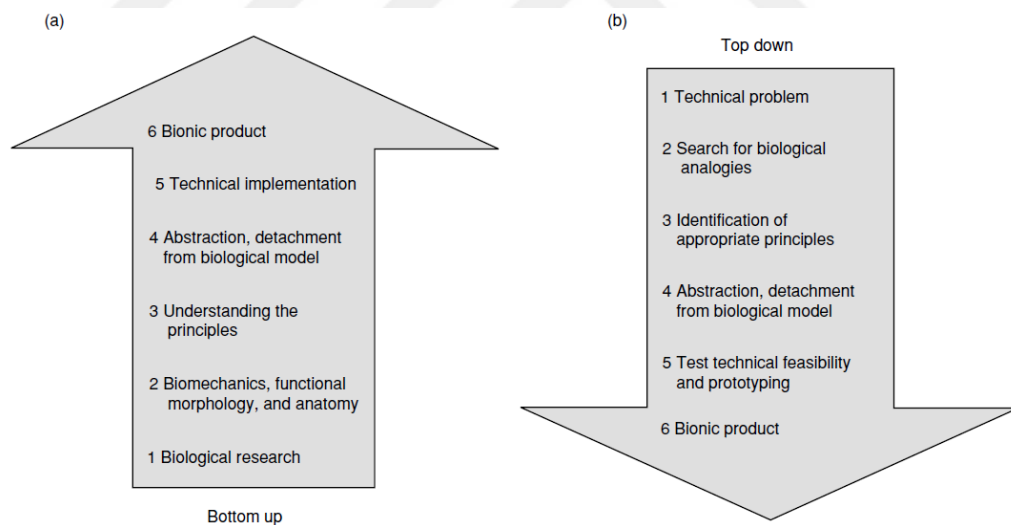 (a)
6 Bionic product
5 Technical implementation
4 Abstraction, detachment
from biological model
3 Understanding the
principles
2 Biomechanics, functional
morphology, and anatomy
1 Biological research
Bottom up
(b)
Top down
1 Technical problem
2 Search for biological
analogies
3 Identification of
appropriate principles
4 Abstraction, detachment
from biological model
5 Test technical feasibility
and prototyping
6 Bionic product